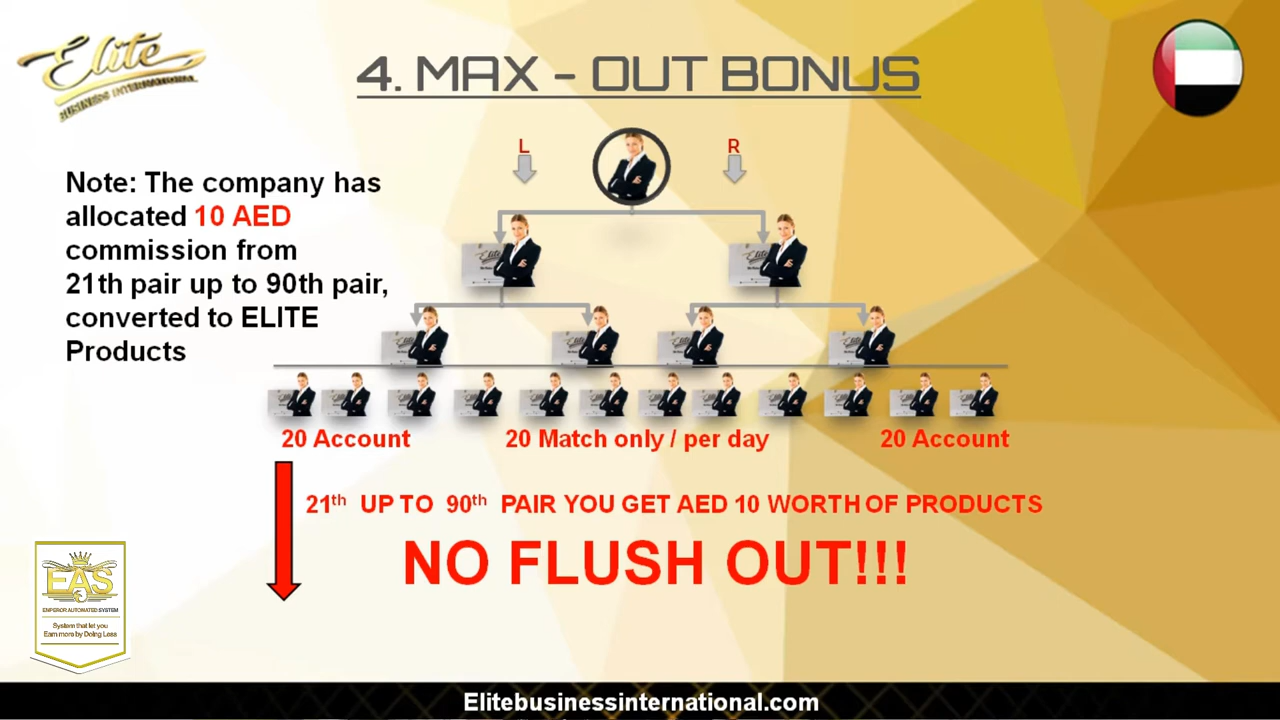 Elite
BUSINESS INTERNATIONAL
4. MAX - OUT BONUS
L
R
Note: The company has
allocated 10 AED
commission from
21th pair up to 90th pair,
converted to ELITE
Products
20 Account
20 Match only / per day
20 Account
21th UP TO 90th PAIR YOU GET AED 10 WORTH OF PRODUCTS
NO FLUSH OUT!!!
EAS
EMPEROR AUTOMATED SYSTEM
System that let you
Earn more by Doing Less
Elitebusinessinternational.com